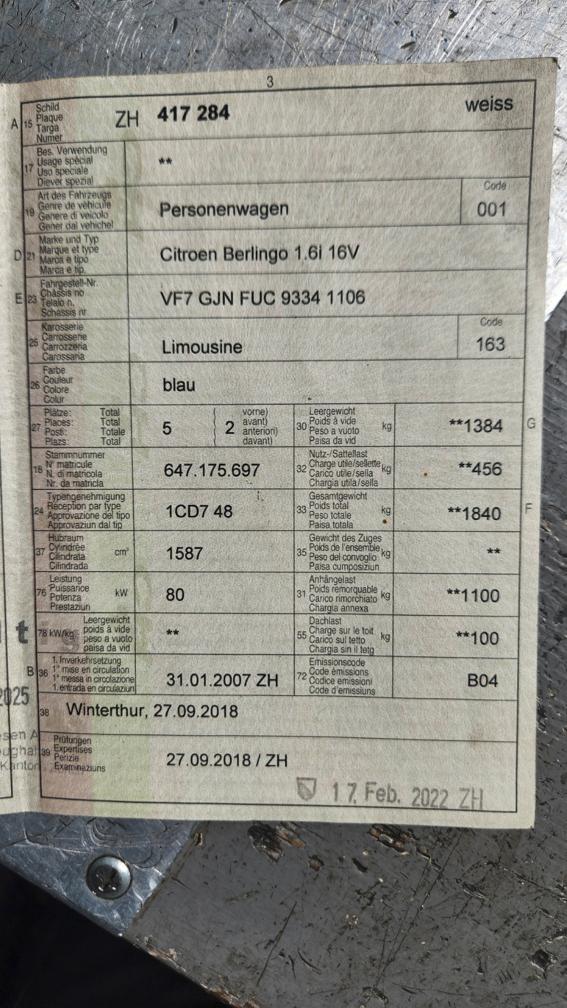 3
A 15 Schild
Plaque
Targa
Numer
ZH 417 284 weiss
17 Bes. Verwendung
Usage spécial
Uso speciale
Diever spezial
**
19 Art des Fahrzeugs
Genre de véhicule
Genere di veicolo
Gener dal vehichel
Personenwagen
Code
001
D 21 Marke und Typ
Marque et type
Marca e tipo
Marca e tip
Citroen Berlingo 1.6i 16V
E 23 Fahrgestell-Nr.
Châssis no
Telaio n.
Schassis nr.
VF7 GJN FUC 9334 1106
25 Karosserie
Carrosserie
Carrozzeria
Carossaria
Limousine
Code
163
26 Farbe
Couleur
Colore
Colur
blau
27 Plätze: Total
Places: Total
Posti: Totale
Plazs: Total
5
( vorne)
avant)
2 anteriori)
( davant)
30 Leergewicht
Poids à vide
Peso a vuoto
Paisa da vid
kg
**1384
G
18 Stammnummer
N° matricule
N. di matricola
Nr. da matricla
647.175.697
32 Nutz-/Sattellast
Charge utile/sellette
Carico utile/sella
Chargia utila/sella
kg
**456
24 Typengenehmigung
Réception par type
Approvazione del tipo
Approvaziun dal tip
1CD7 48
33 Gesamtgewicht
Poids total
Peso totale
Paisa totala
kg
**1840
F
37 Hubraum
Cylindrée
Cilindrata
Cilindrada
cm³
1587
35 Gewicht des Zuges
Poids de l'ensemble
Peso del convoglio
Paisa cumposiziun
kg
**
76 Leistung
Puissance
Potenza
Prestaziun
kW
80
31 Anhängelast
Poids remorquable
Carico rimorchiato
Chargia annexa
kg
**1100
78 kW/kg Leergewicht
poids à vide
peso a vuoto
paisa da vid
**
55 Dachlast
Charge sur le toit
Carico sul tetto
Chargia sin il tetg
kg
**100
B 36 1. Inverkehrsetzung
1re mise en circulation
1a messa in circolazione
1. entrada en circulaziun
31.01.2007 ZH
72 Emissionscode
Code émissions
Codice emissioni
Code d'emissiuns
B04
38 Winterthur, 27.09.2018
39 Prüfungen
Expertises
Perizie
Examinaziuns
27.09.2018 / ZH
17. Feb. 2022 ZH
2025